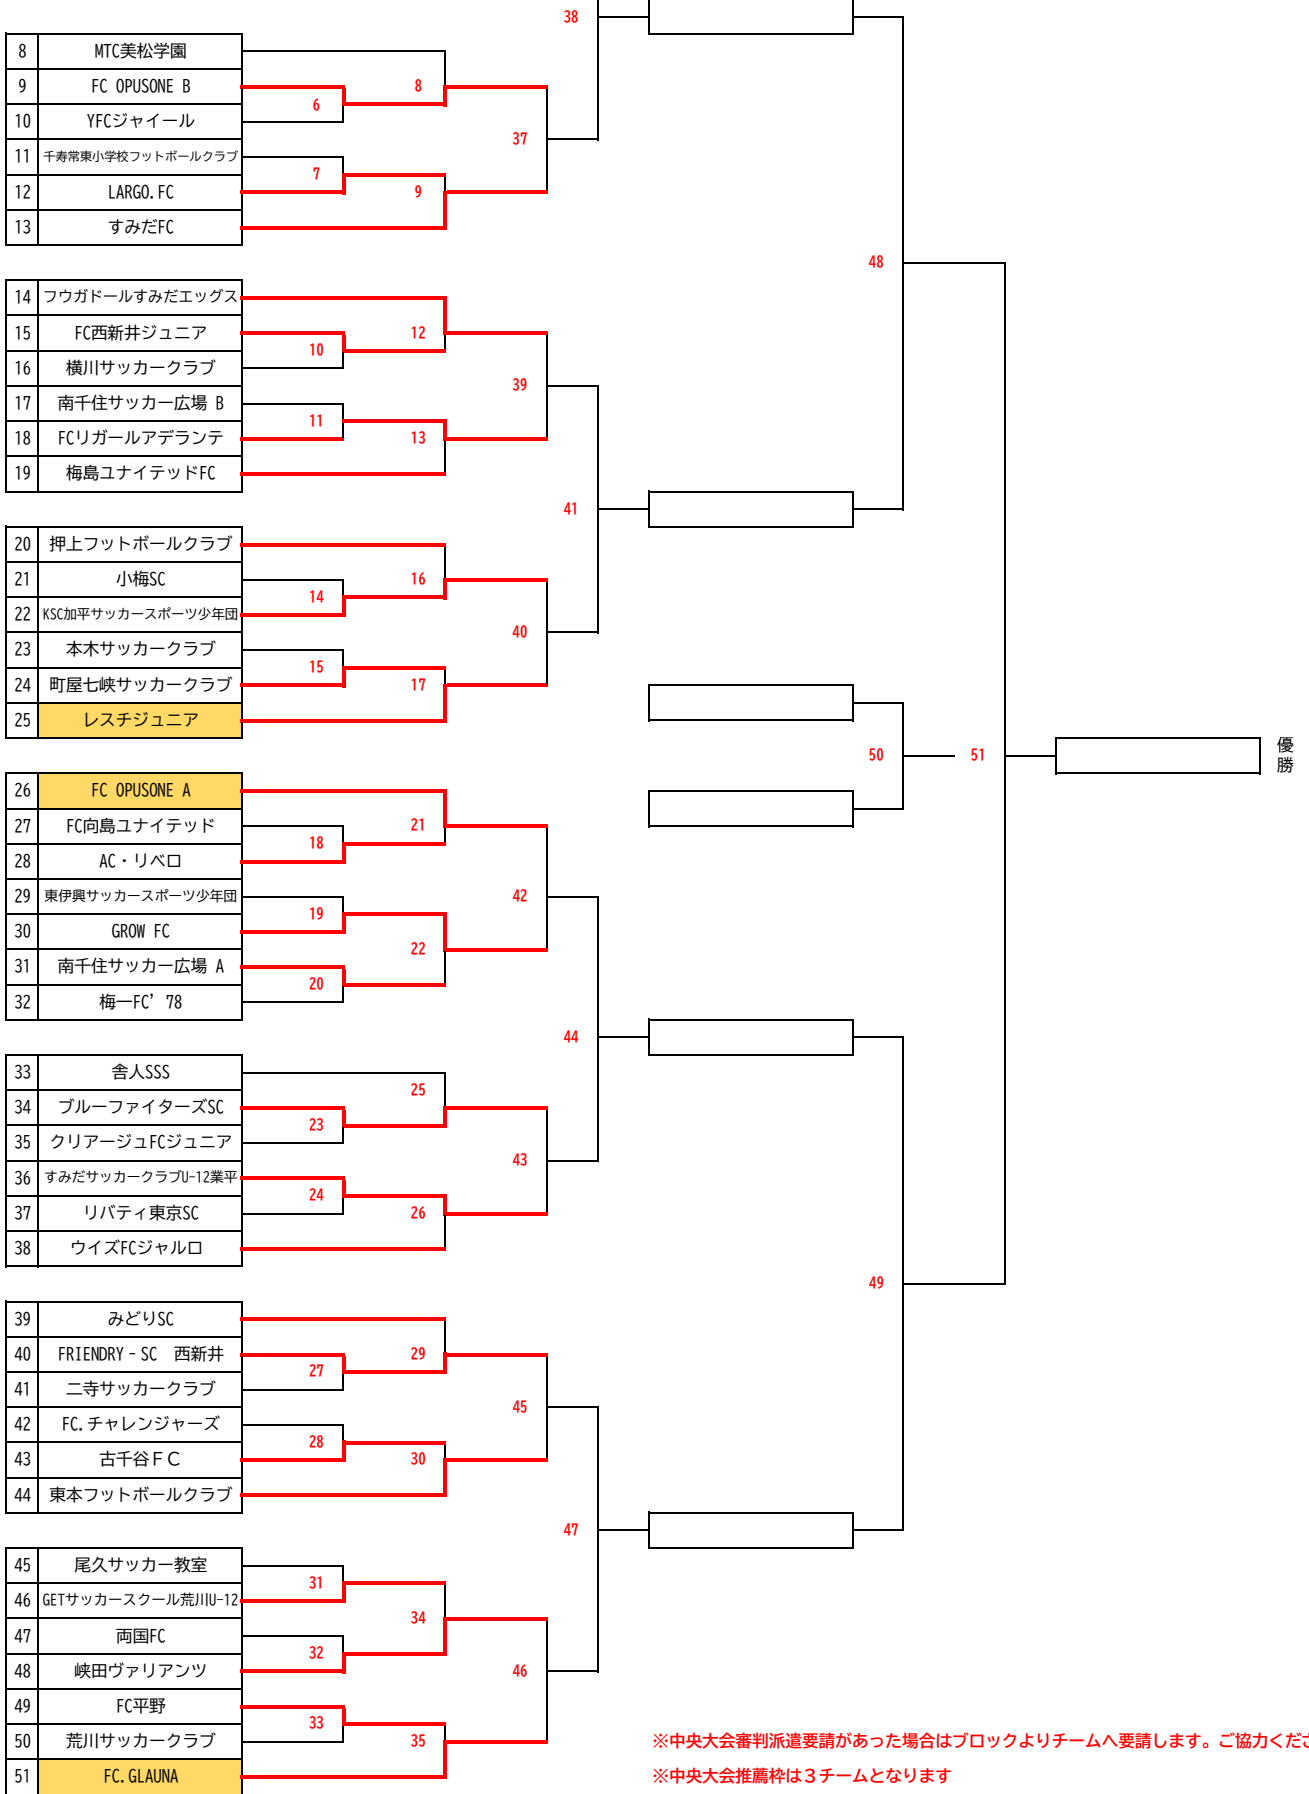 38
8 MTC美松学園
9 FC OPUSONE B
10 YFCジャイール
11 千寿常東小学校フットボールクラブ
12 LARGO.FC
13 すみだFC
6
7
8
9
37
14 フウガドールすみだエッグス
15 FC西新井ジュニア
16 横川サッカークラブ
17 南千住サッカー広場 B
18 FCリガールアデランテ
19 梅島ユナイテッドFC
10
11
12
13
39
48
41
20 押上フットボールクラブ
21 小梅SC
22 KSC加平サッカースポーツ少年団
23 本木サッカークラブ
24 町屋七峡サッカークラブ
25 レスチジュニア
14
15
16
17
40
50
51
優勝
26 FC OPUSONE A
27 FC向島ユナイテッド
28 AC・リベロ
29 東伊興サッカースポーツ少年団
30 GROW FC
31 南千住サッカー広場 A
32 梅一FC’78
18
19
20
21
22
42
44
33 舎人SSS
34 ブルーファイターズSC
35 クリアージュFCジュニア
36 すみだサッカークラブU-12業平
37 リバティ東京SC
38 ウイズFCジャルロ
23
24
25
26
43
49
39 みどりSC
40 FRIENDRY‐SC 西新井
41 二寺サッカークラブ
42 FC.チャレンジャーズ
43 古千谷ＦＣ
44 東本フットボールクラブ
27
28
29
30
45
47
45 尾久サッカー教室
46 GETサッカースクール荒川U-12
47 両国FC
48 峡田ヴァリアンツ
49 FC平野
50 荒川サッカークラブ
51 FC.GLAUNA
31
32
33
34
35
46
※中央大会審判派遣要請があった場合はブロックよりチームへ要請します。ご協力くださ
※中央大会推薦枠は３チームとなります